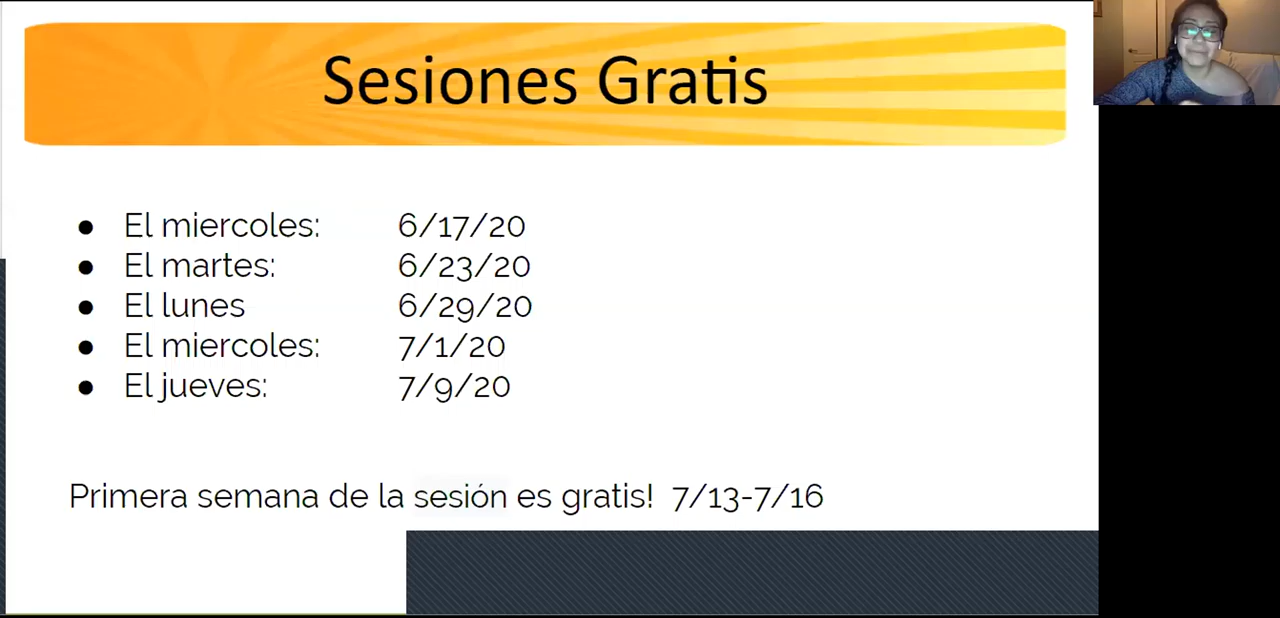 Sesiones Gratis
● El miercoles: 6/17/20
● El martes: 6/23/20
● El lunes 6/29/20
● El miercoles: 7/1/20
● El jueves: 7/9/20
Primera semana de la sesión es gratis! 7/13-7/16